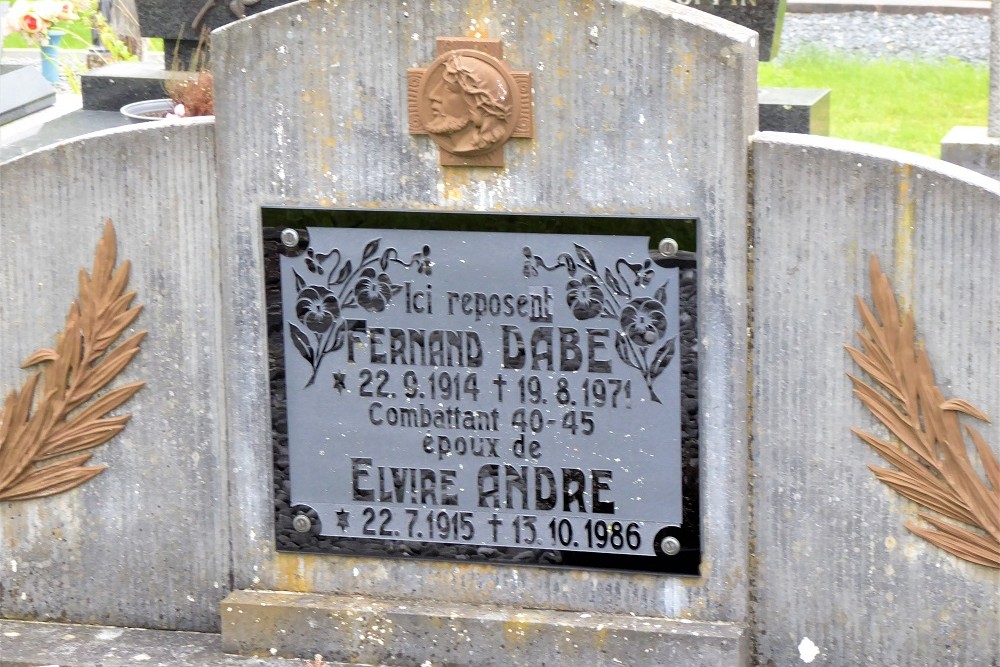 Ici reposent
FERNAND DABE
* 22.9.1914 † 19.8.1971
Combattant 40-45
époux de
ELVIRE ANDRE
* 22.7.1915 † 13.10.1986